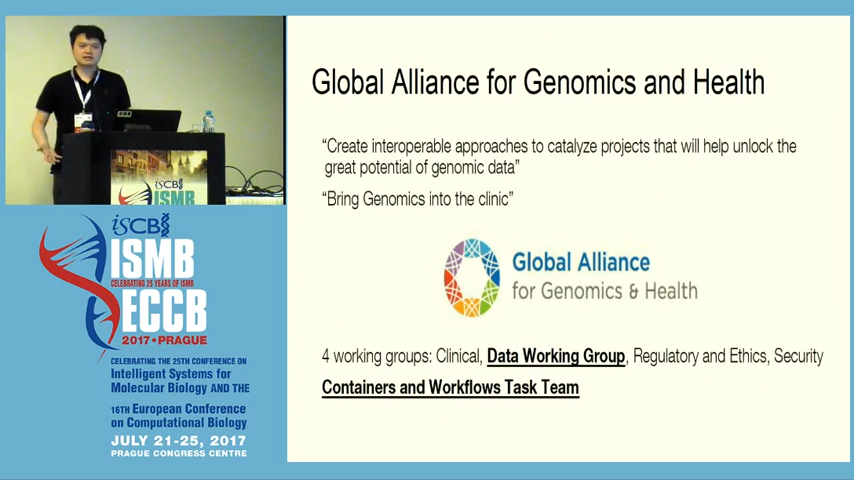 Global Alliance for Genomics and Health
“Create interoperable approaches to catalyze projects that will help unlock the
great potential of genomic data”
“Bring Genomics into the clinic”
Global Alliance
for Genomics & Health
4 working groups: Clinical, Data Working Group, Regulatory and Ethics, Security
Containers and Workflows Task Team
iSCB
ISMB
iSCB
ISMB
CELEBRATING 25 YEARS OF ISMB
ECCB
2017 • PRAGUE
CELEBRATING THE 25TH CONFERENCE ON
Intelligent Systems for
Molecular Biology AND THE
16TH European Conference
on Computational Biology
JULY 21-25, 2017
PRAGUE CONGRESS CENTRE